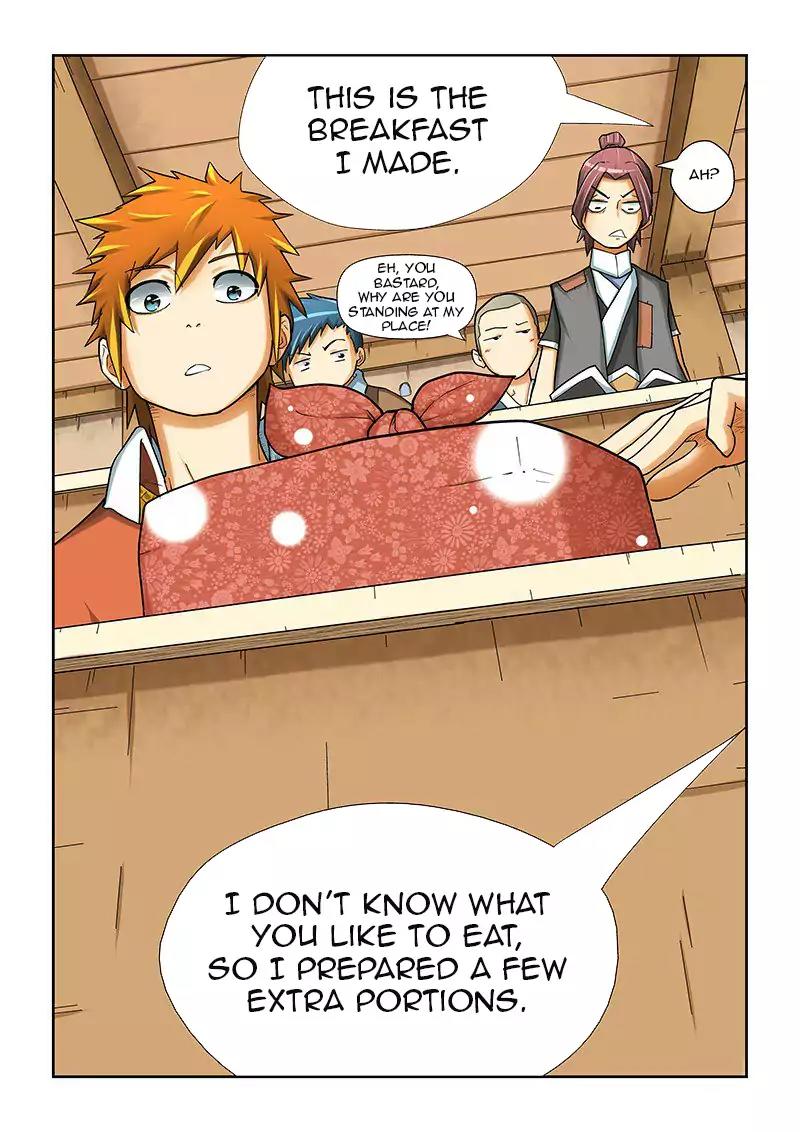 THIS IS THE
BREAKFAST
I MADE.
AH?
EH, YOU
BASTARD,
WHY ARE YOU
STANDING AT MY
PLACE!
I DON'T KNOW WHAT
YOU LIKE TO EAT,
SO I PREPARED A FEW
EXTRA PORTIONS.